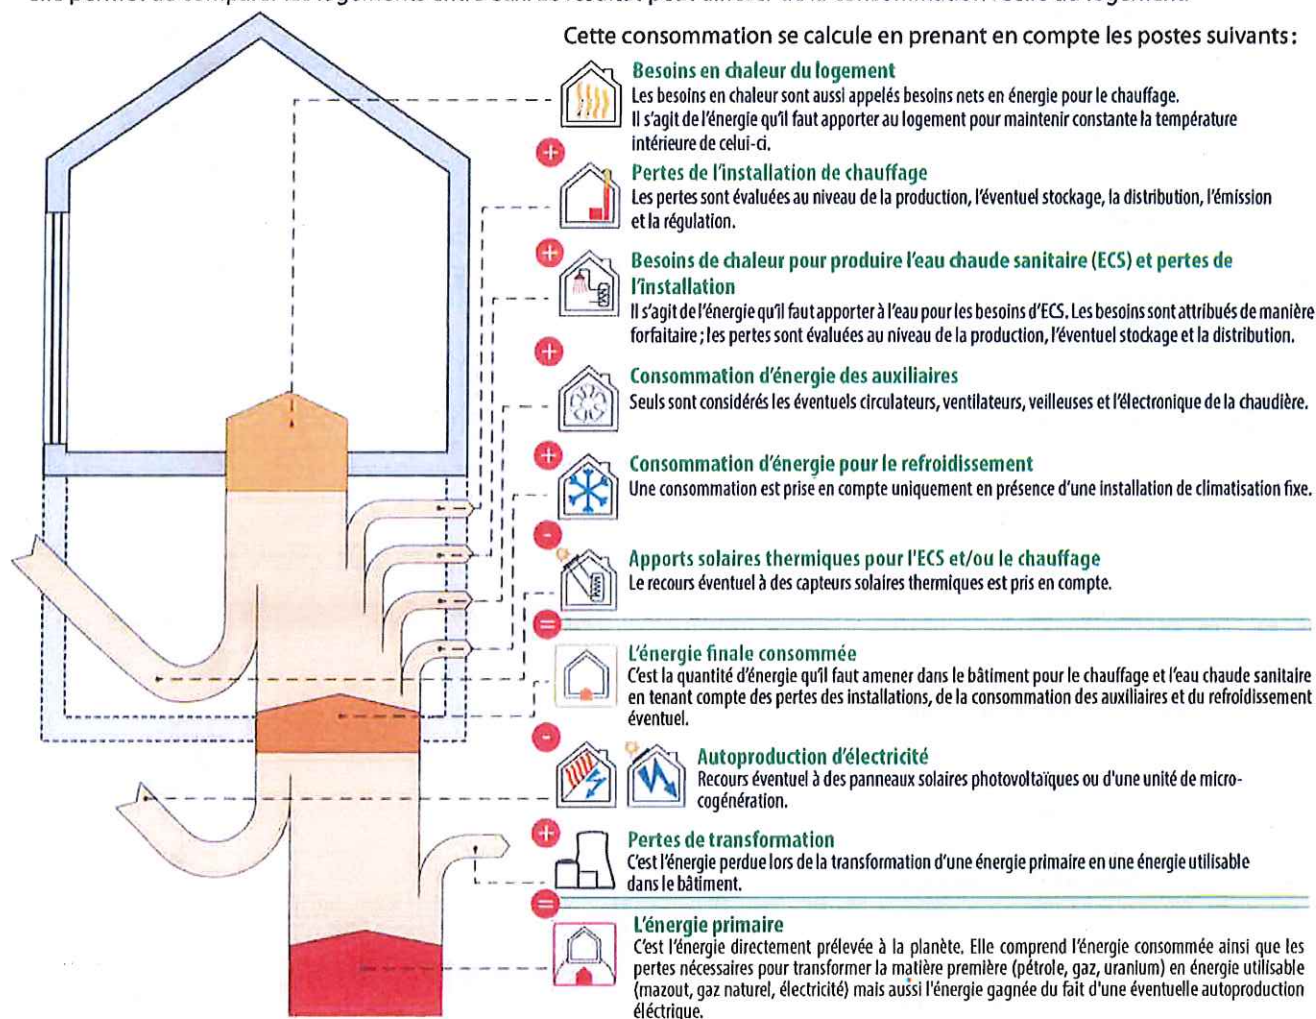 Cette consommation se calcule en prenant en compte les postes suivants :
Besoins en chaleur du logement
Les besoins en chaleur sont aussi appelés besoins nets en énergie pour le chauffage.
Il s'agit de l'énergie qu'il faut apporter au logement pour maintenir constante la température
intérieure de celui-ci.
+
Pertes de l'installation de chauffage
Les pertes sont évaluées au niveau de la production, l'éventuel stockage, la distribution, l'émission
et la régulation.
+
Besoins de chaleur pour produire l'eau chaude sanitaire (ECS) et pertes de
l'installation
Il s'agit de l'énergie qu'il faut apporter à l'eau pour les besoins d'ECS. Les besoins sont attribués de manière
forfaitaire ; les pertes sont évaluées au niveau de la production, l'éventuel stockage et la distribution.
+
Consommation d'énergie des auxiliaires
Seuls sont considérés les éventuels circulateurs, ventilateurs, veilleuses et l'électronique de la chaudière.
+
Consommation d'énergie pour le refroidissement
Une consommation est prise en compte uniquement en présence d'une installation de climatisation fixe.
-
Apports solaires thermiques pour l'ECS et/ou le chauffage
Le recours éventuel à des capteurs solaires thermiques est pris en compte.
=
L'énergie finale consommée
C'est la quantité d'énergie qu'il faut amener dans le bâtiment pour le chauffage et l'eau chaude sanitaire
en tenant compte des pertes des installations, de la consommation des auxiliaires et du refroidissement
éventuel.
-
Autoproduction d'électricité
Recours éventuel à des panneaux solaires photovoltaïques ou d'une unité de micro-
cogénération.
+
Pertes de transformation
C'est l'énergie perdue lors de la transformation d'une énergie primaire en une énergie utilisable
dans le bâtiment.
=
L'énergie primaire
C'est l'énergie directement prélevée à la planète. Elle comprend l'énergie consommée ainsi que les
pertes nécessaires pour transformer la matière première (pétrole, gaz, uranium) en énergie utilisable
(mazout, gaz naturel, électricité) mais aussi l'énergie gagnée du fait d'une éventuelle autoproduction
éléctrique.